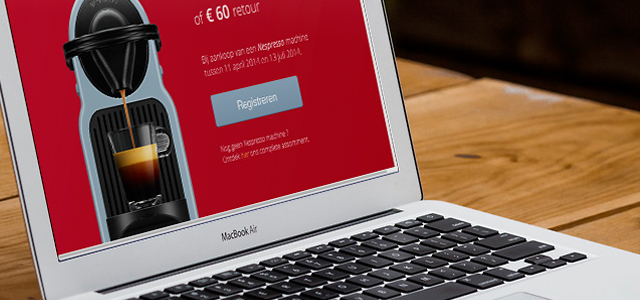 of € 60 retour
Bij aankoop van een Nespresso machine
tussen 11 april 2014 en 13 juli 2014.
Registreren
Nog geen Nespresso machine ?
Ontdek hier ons complete assortiment.
MacBook Air